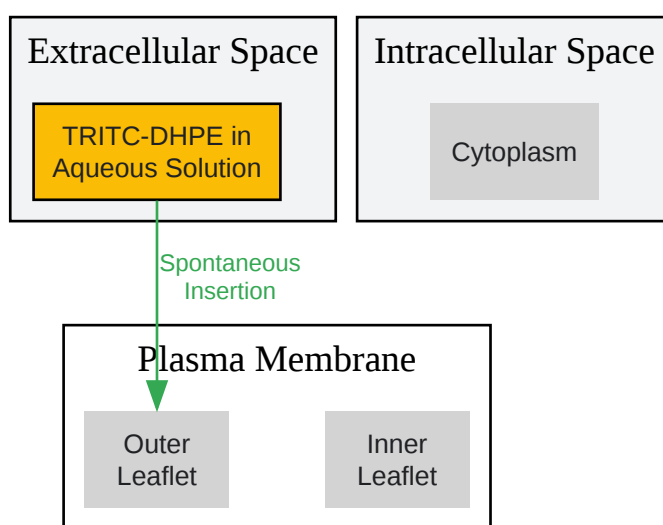 Extracellular Space
Intracellular Space
TRITC-DHPE in
Aqueous Solution
Cytoplasm
Spontaneous
Insertion
Plasma Membrane
Outer
Leaflet
Inner
Leaflet